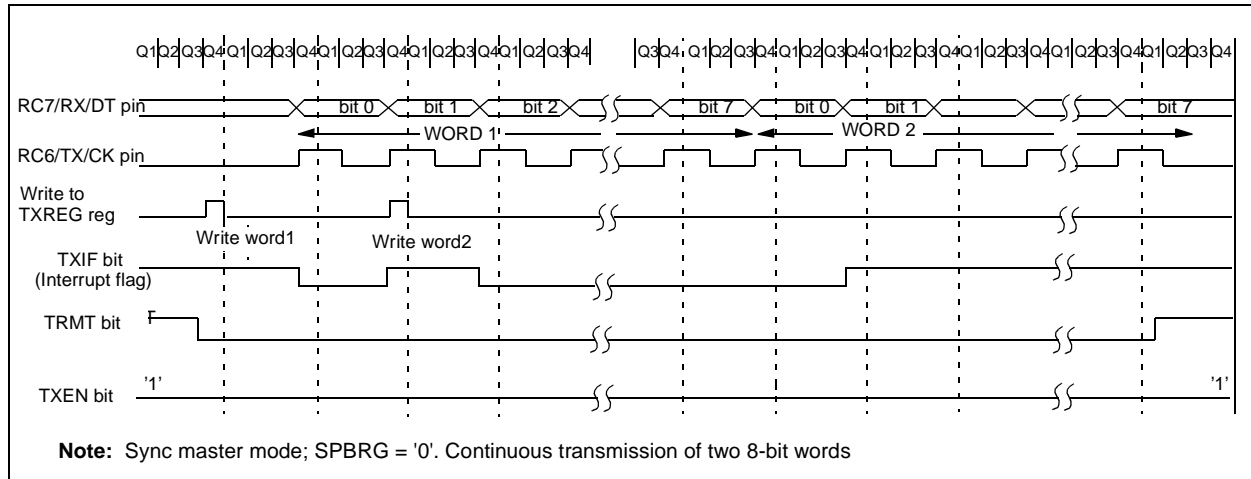 Q1 Q2 Q3 Q4 Q1 Q2 Q3 Q4 Q1 Q2 Q3 Q4 Q1 Q2 Q3 Q4 Q1 Q2 Q3 Q4 Q3 Q4 Q1 Q2 Q3 Q4 Q1 Q2 Q3 Q4 Q1 Q2 Q3 Q4 Q1 Q2 Q3 Q4 Q1 Q2 Q3 Q4 Q1 Q2 Q3 Q4
RC7/RX/DT pin bit 0 bit 1 bit 2 bit 7 bit 0 bit 1 bit 7
WORD 1 WORD 2
RC6/TX/CK pin
Write to
TXREG reg
Write word1 Write word2
TXIF bit
(Interrupt flag)
TRMT bit
'1' '1'
TXEN bit
Note: Sync master mode; SPBRG = '0'. Continuous transmission of two 8-bit words